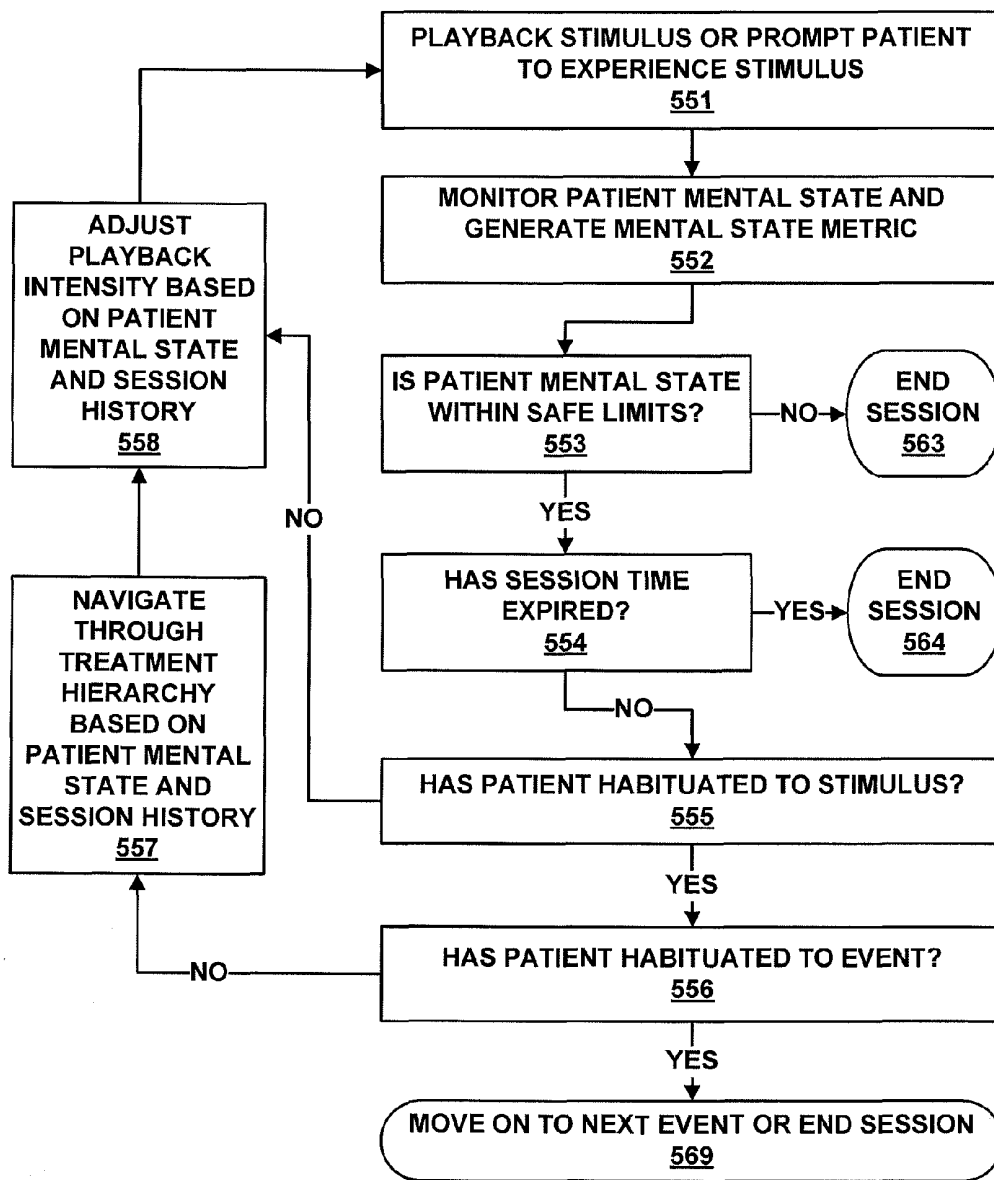 PLAYBACK STIMULUS OR PROMPT PATIENT
TO EXPERIENCE STIMULUS
551
MONITOR PATIENT MENTAL STATE AND
GENERATE MENTAL STATE METRIC
552
ADJUST
PLAYBACK
INTENSITY BASED
ON PATIENT
MENTAL STATE
AND SESSION
HISTORY
558
IS PATIENT MENTAL STATE
WITHIN SAFE LIMITS?
553
NO
END
SESSION
563
YES
NO
HAS SESSION TIME
EXPIRED?
554
YES
END
SESSION
564
NAVIGATE
THROUGH
TREATMENT
HIERARCHY
BASED ON
PATIENT MENTAL
STATE AND
SESSION HISTORY
557
NO
HAS PATIENT HABITUATED TO STIMULUS?
555
YES
HAS PATIENT HABITUATED TO EVENT?
556
NO
YES
MOVE ON TO NEXT EVENT OR END SESSION
569